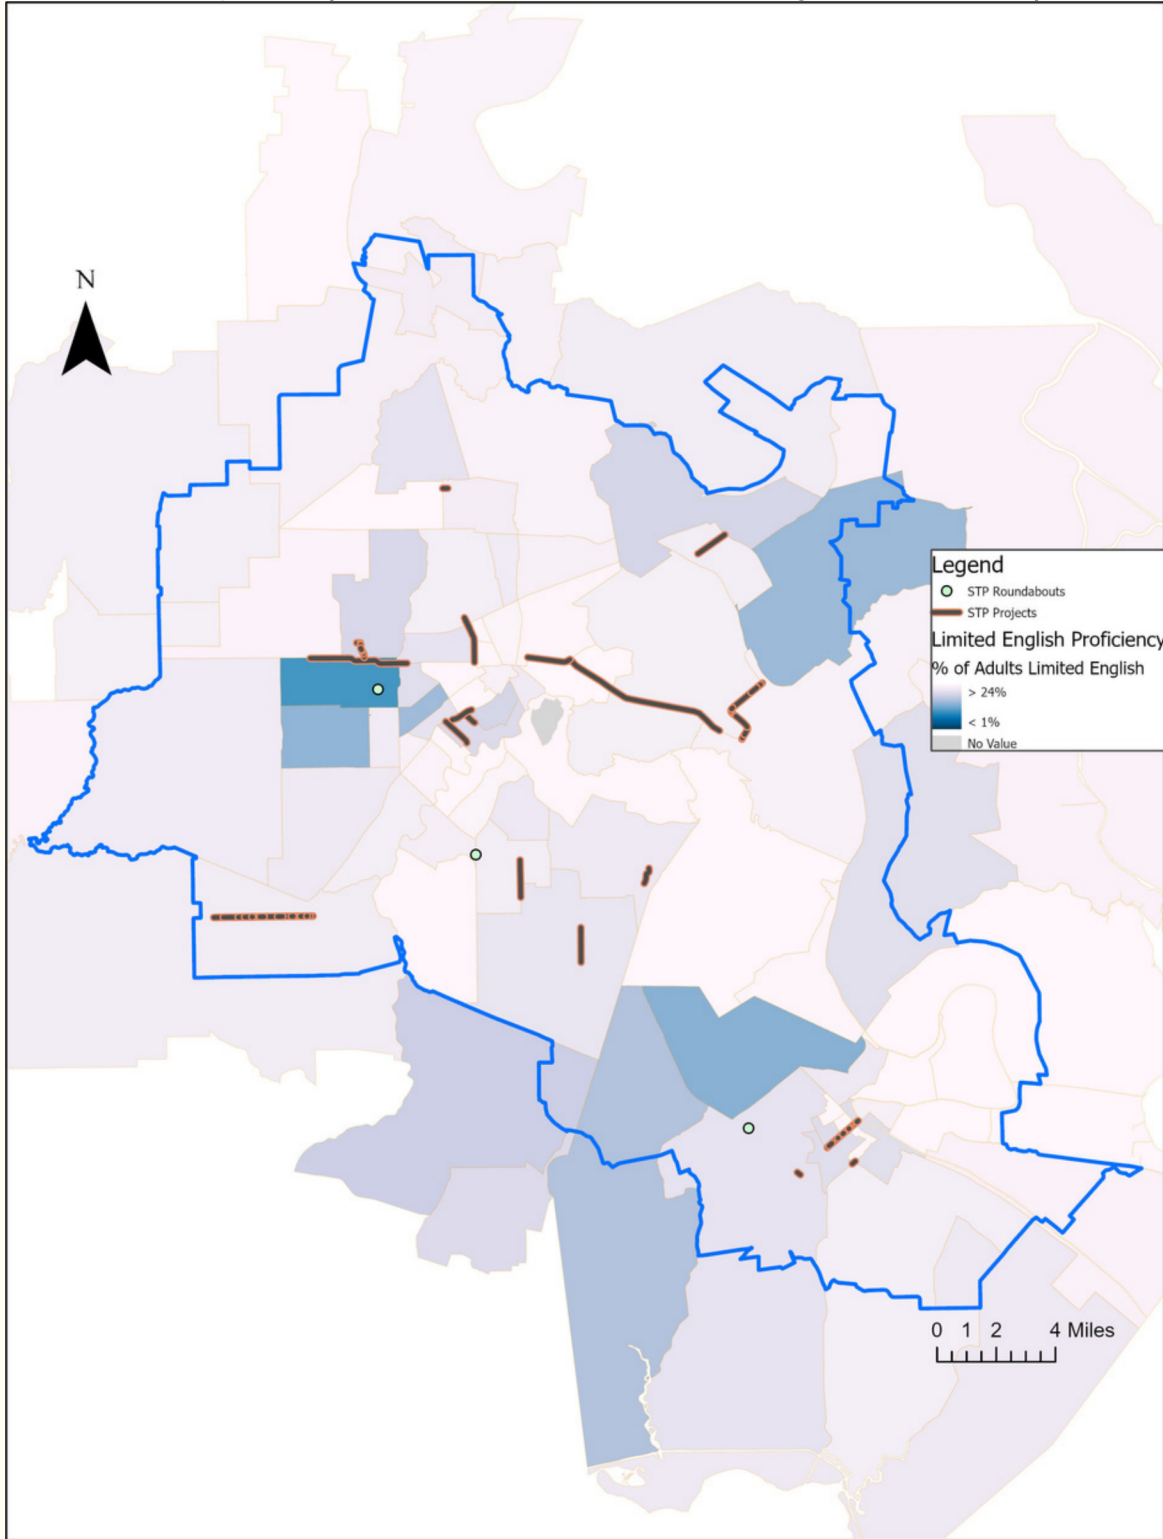 N
Legend
STP Roundabouts
STP Projects
Limited English Proficiency
% of Adults Limited English
> 24%
< 1%
No Value
0 1 2 4 Miles